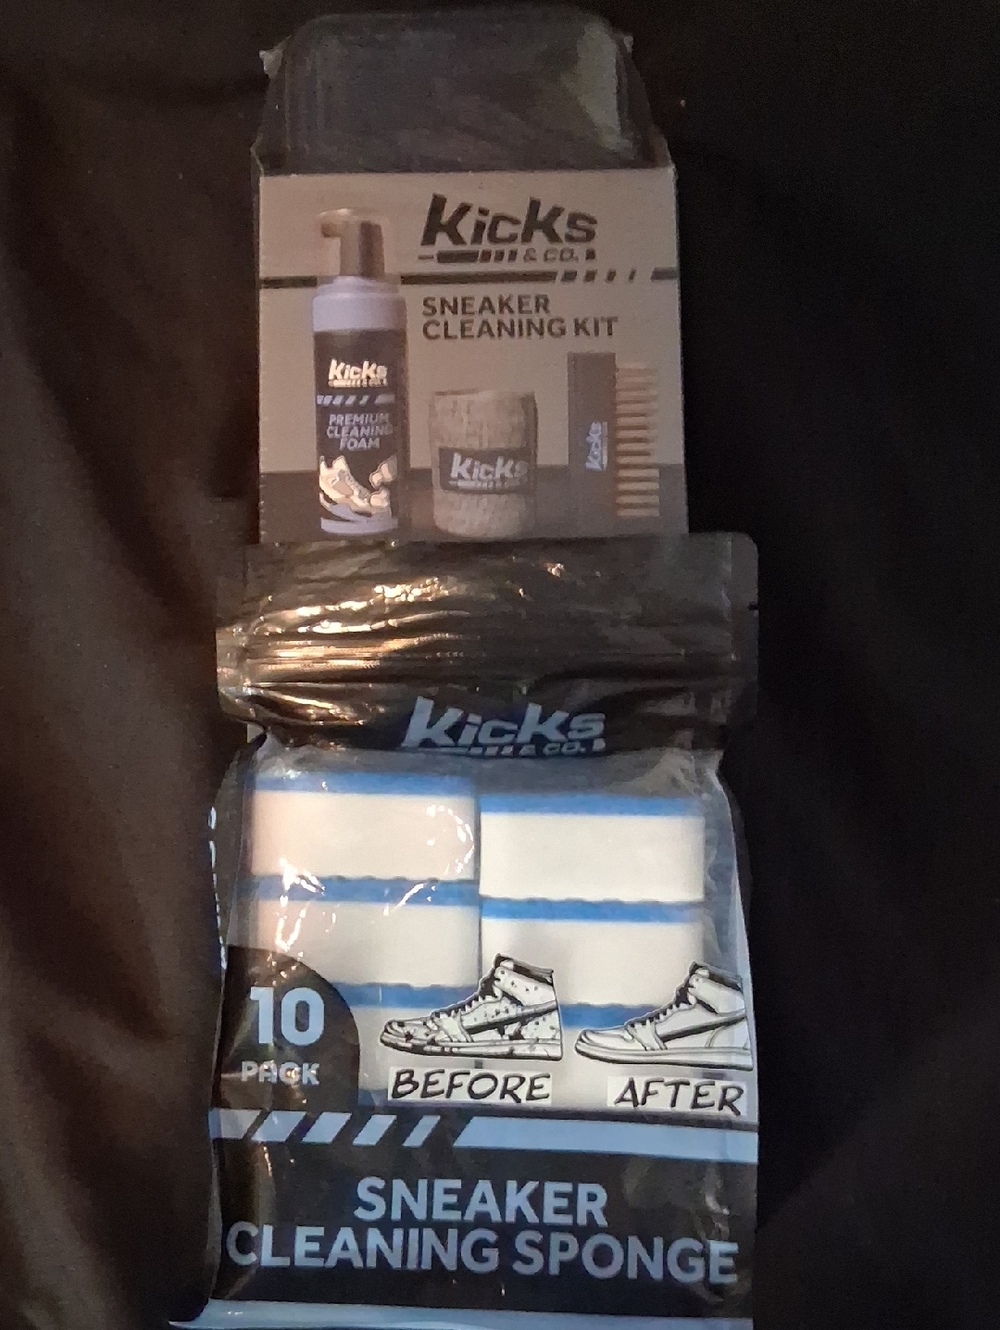 Kicks
& CO.
SNEAKER
CLEANING KIT
Kicks
& CO.
PREMIUM
CLEANING
FOAM
Kicks
Kicks
Kicks
& CO.
10
PACK
BEFORE
AFTER
SNEAKER
CLEANING SPONGE